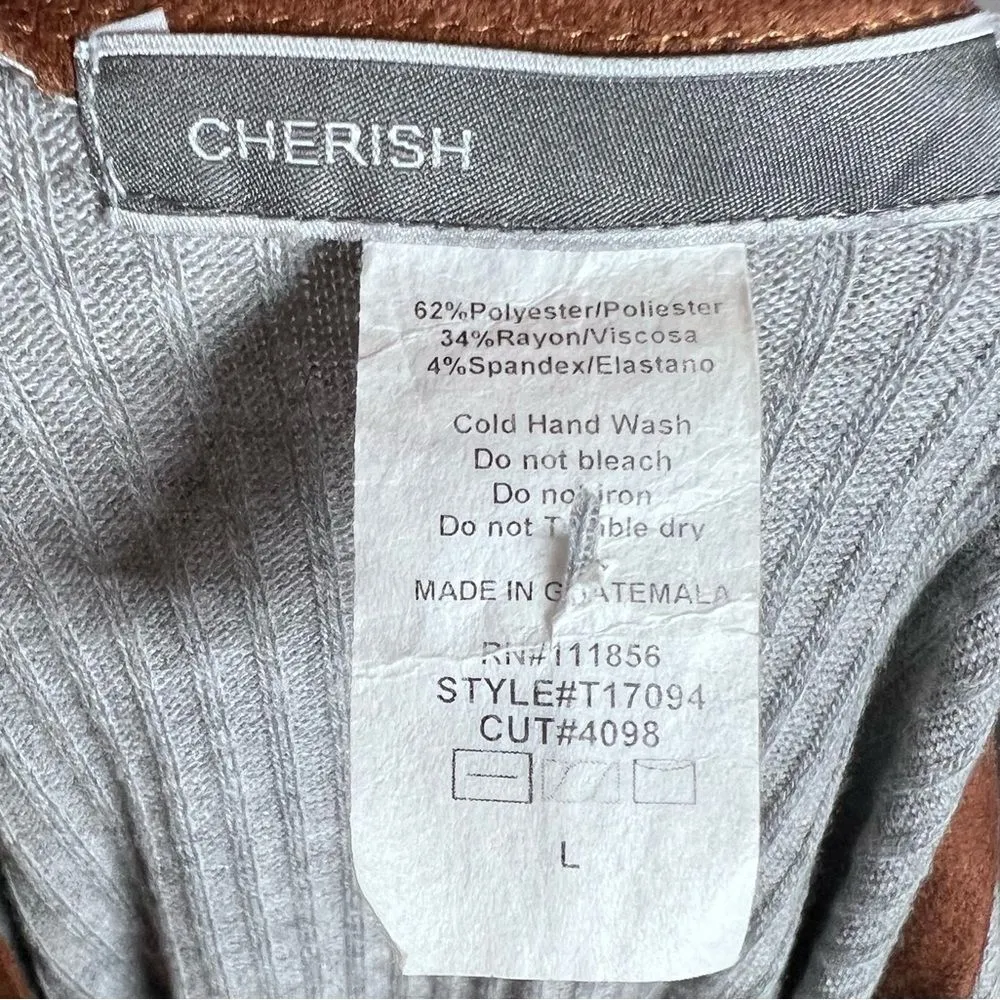 CHERISH
62%Polyester/Poliester
34%Rayon/Viscosa
4%Spandex/Elastano
Cold Hand Wash
Do not bleach
Do not iron
Do not Tumble dry
MADE IN GUATEMALA
RN#111856
STYLE#T17094
CUT#4098
L